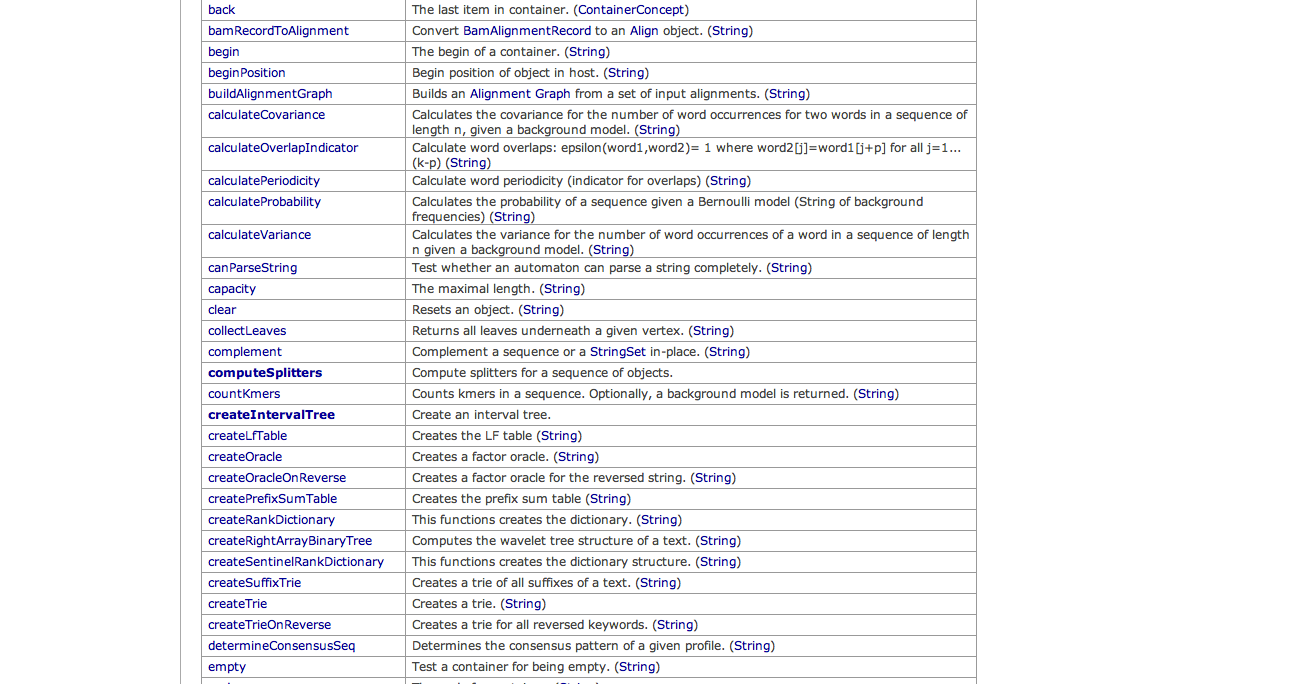 back The last item in container. (ContainerConcept)
bamRecordToAlignment Convert BamAlignmentRecord to an Align object. (String)
begin The begin of a container. (String)
beginPosition Begin position of object in host. (String)
buildAlignmentGraph Builds an Alignment Graph from a set of input alignments. (String)
calculateCovariance Calculates the covariance for the number of word occurrences for two words in a sequence of
length n, given a background model. (String)
calculateOverlapIndicator Calculate word overlaps: epsilon(word1,word2)= 1 where word2[j]=word1[j+p] for all j=1...
(k-p) (String)
calculatePeriodicity Calculate word periodicity (indicator for overlaps) (String)
calculateProbability Calculates the probability of a sequence given a Bernoulli model (String of background
frequencies) (String)
calculateVariance Calculates the variance for the number of word occurrences of a word in a sequence of length
n given a background model. (String)
canParseString Test whether an automaton can parse a string completely. (String)
capacity The maximal length. (String)
clear Resets an object. (String)
collectLeaves Returns all leaves underneath a given vertex. (String)
complement Complement a sequence or a StringSet in-place. (String)
computeSplitters Compute splitters for a sequence of objects.
countKmers Counts kmers in a sequence. Optionally, a background model is returned. (String)
createIntervalTree Create an interval tree.
createLfTable Creates the LF table (String)
createOracle Creates a factor oracle. (String)
createOracleOnReverse Creates a factor oracle for the reversed string. (String)
createPrefixSumTable Creates the prefix sum table (String)
createRankDictionary This functions creates the dictionary. (String)
createRightArrayBinaryTree Computes the wavelet tree structure of a text. (String)
createSentinelRankDictionary This functions creates the dictionary structure. (String)
createSuffixTrie Creates a trie of all suffixes of a text. (String)
createTrie Creates a trie. (String)
createTrieOnReverse Creates a trie for all reversed keywords. (String)
determineConsensusSeq Determines the consensus pattern of a given profile. (String)
empty Test a container for being empty. (String)